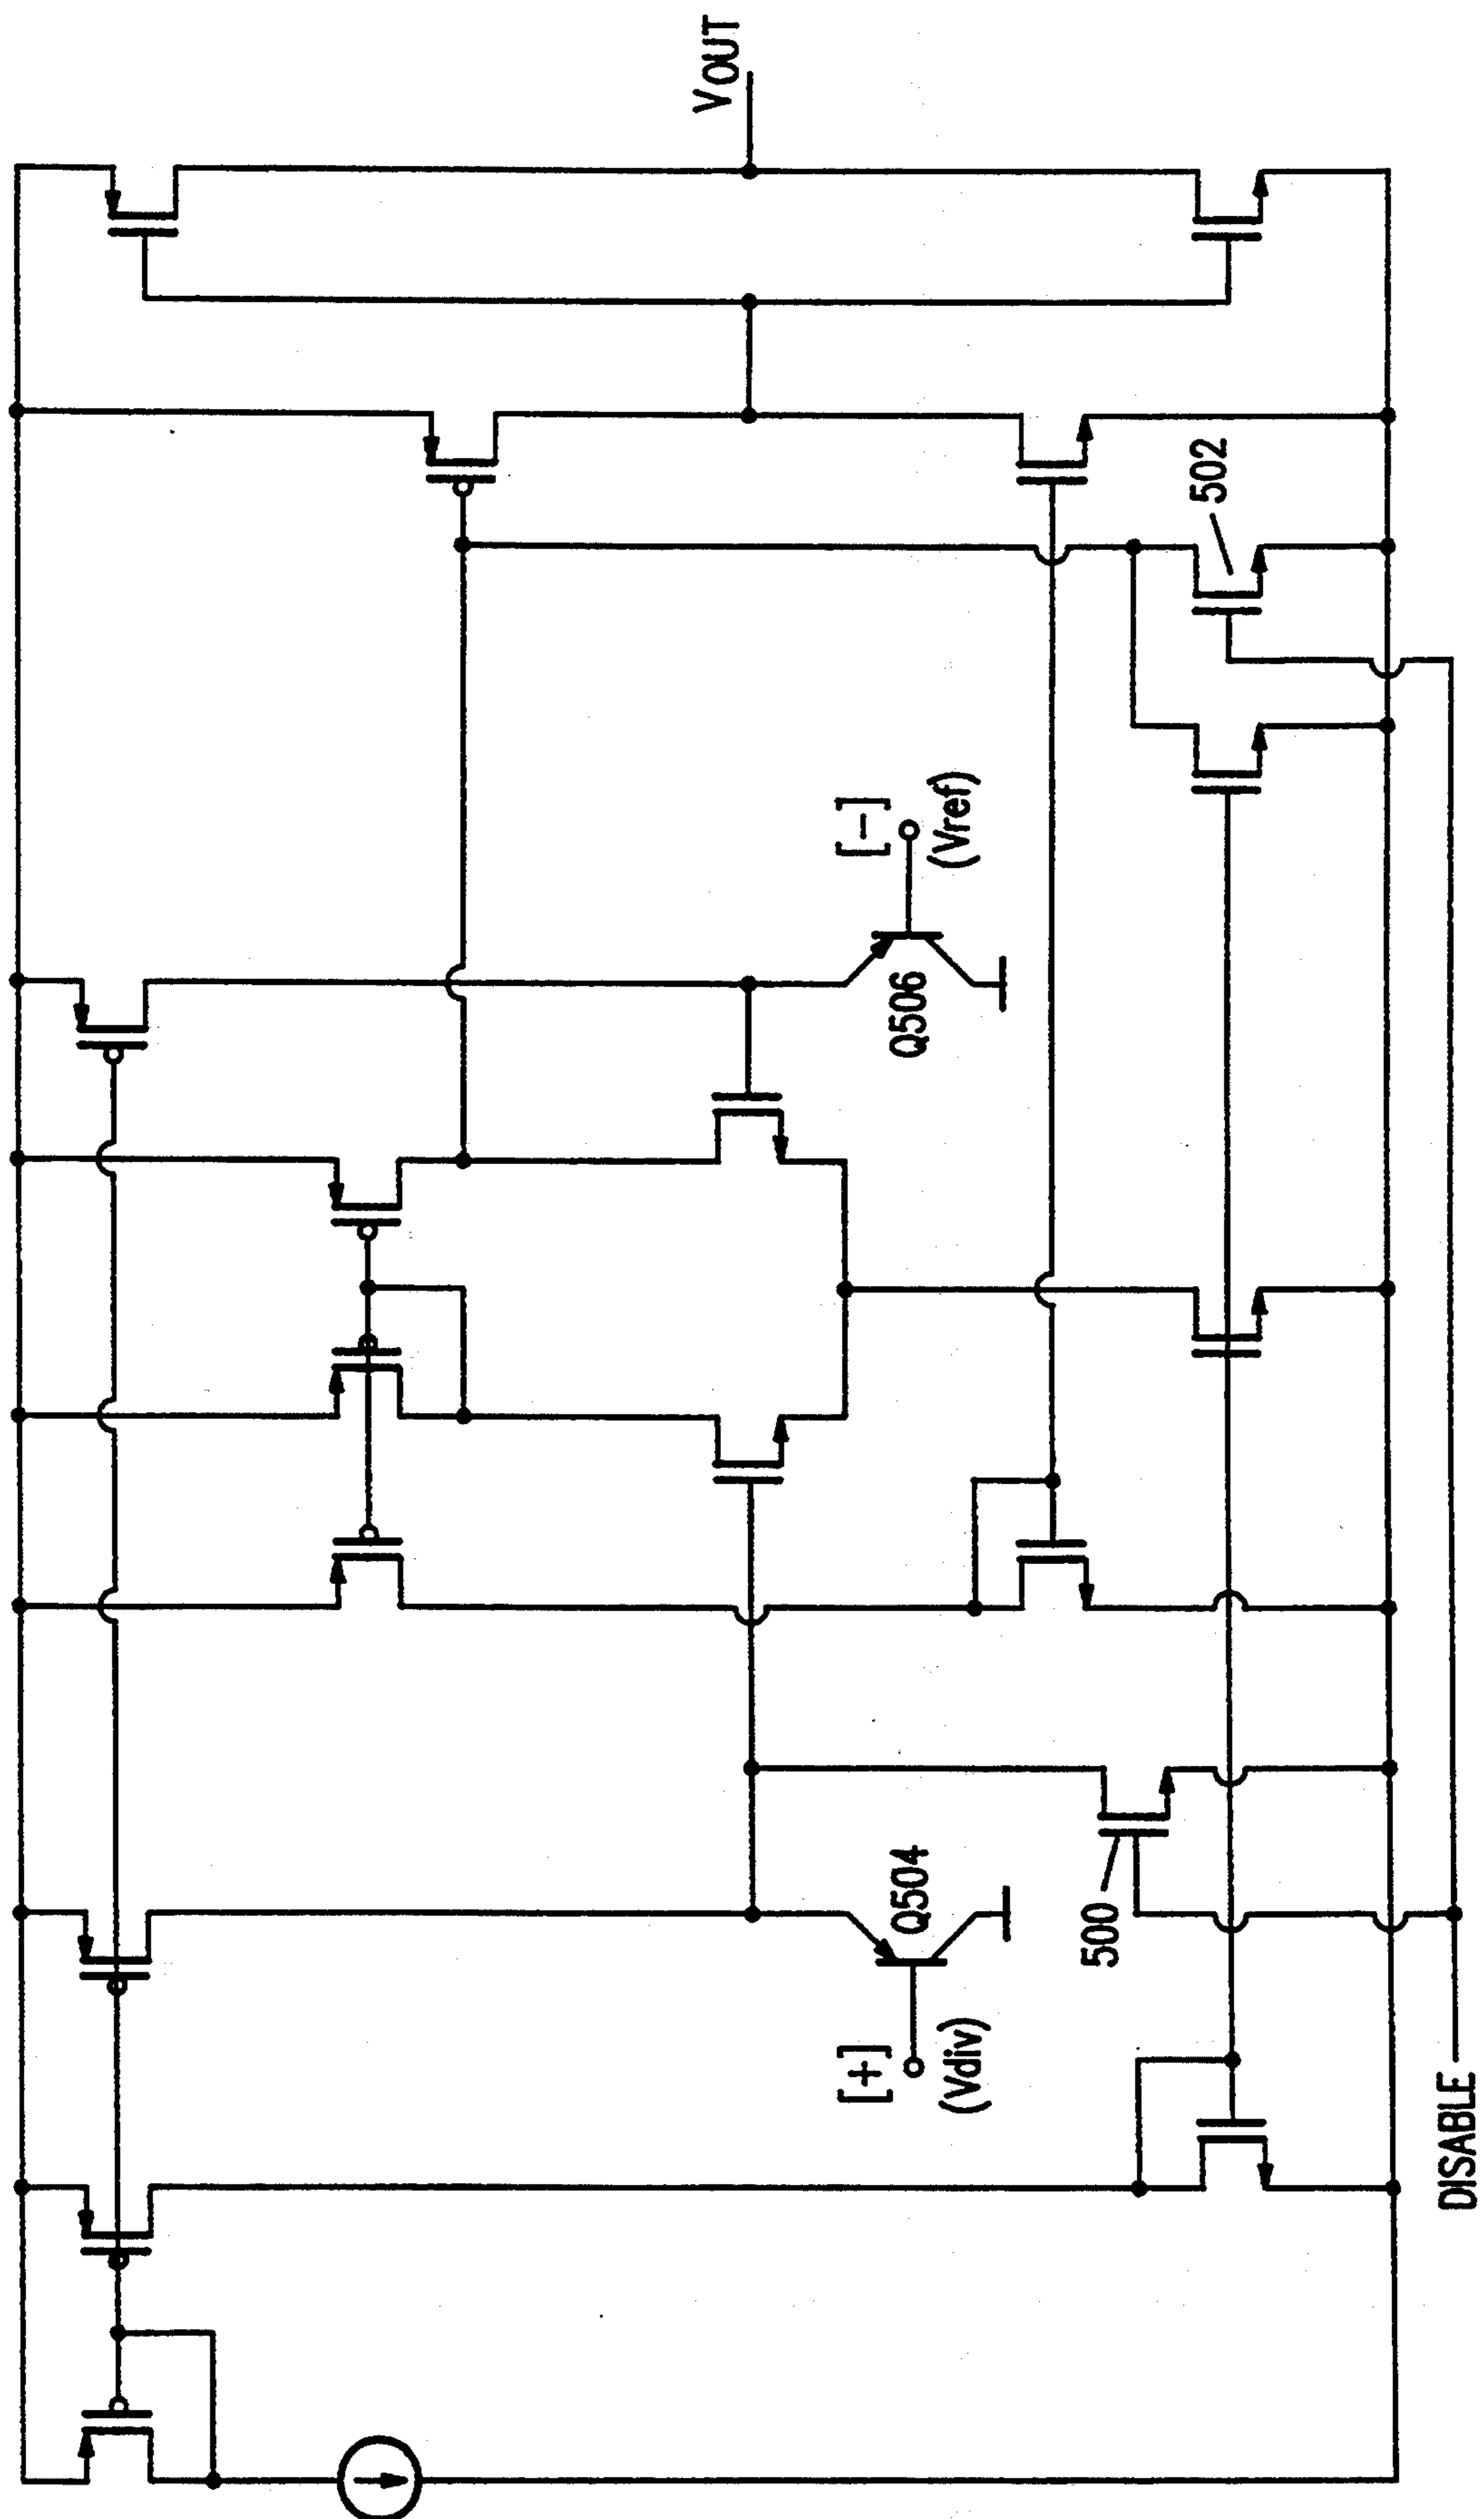 DISABLE
[+]
(Vdiv)
Q504
500
Q506
[−]
(Vref)
502
VOUT